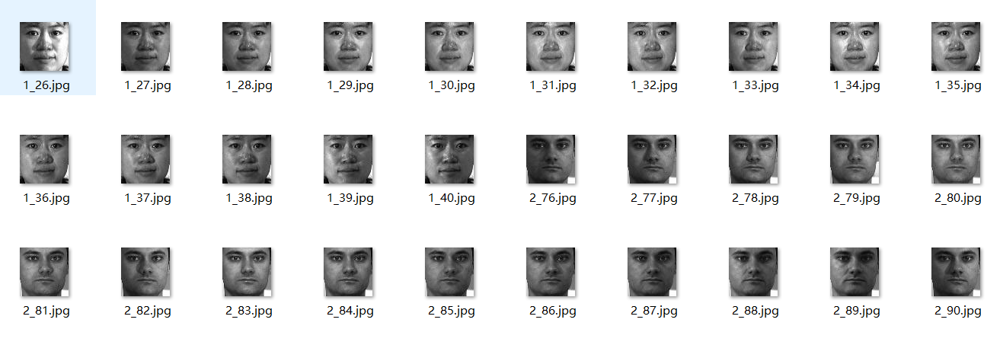 1_26.jpg 1_27.jpg 1_28.jpg 1_29.jpg 1_30.jpg 1_31.jpg 1_32.jpg 1_33.jpg 1_34.jpg 1_35.jpg
1_36.jpg 1_37.jpg 1_38.jpg 1_39.jpg 1_40.jpg 2_76.jpg 2_77.jpg 2_78.jpg 2_79.jpg 2_80.jpg
2_81.jpg 2_82.jpg 2_83.jpg 2_84.jpg 2_85.jpg 2_86.jpg 2_87.jpg 2_88.jpg 2_89.jpg 2_90.jpg